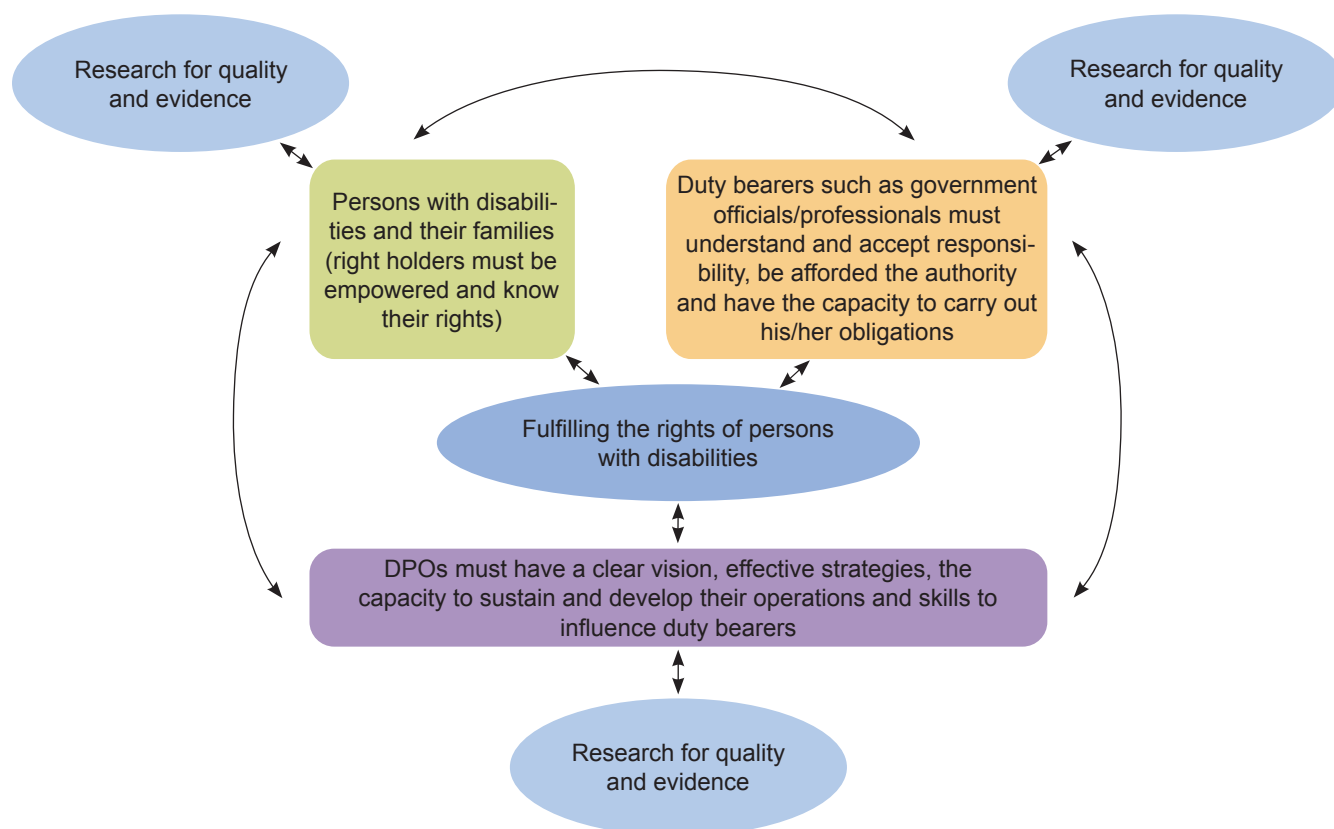 Research for quality
and evidence
Research for quality
and evidence
Persons with disabili-
ties and their families
(right holders must be
empowered and know
their rights)
Duty bearers such as government
officials/professionals must
understand and accept responsi-
bility, be afforded the authority
and have the capacity to carry out
his/her obligations
Fulfilling the rights of persons
with disabilities
DPOs must have a clear vision, effective strategies, the
capacity to sustain and develop their operations and skills to
influence duty bearers
Research for quality
and evidence